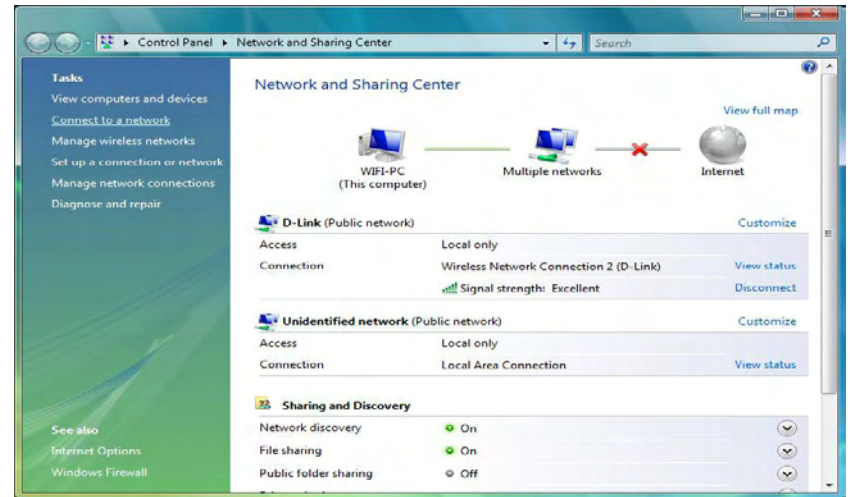 Control Panel
Network and Sharing Center
Search
Tasks
View computers and devices
Connect to a network
Manage wireless networks
Set up a connection or network
Manage network connections
Diagnose and repair
See also
Internet Options
Windows Firewall
Network and Sharing Center
View full map
WIFI-PC
(This computer)
Multiple networks
Internet
D-Link (Public network) Customize
Access Local only
Connection Wireless Network Connection 2 (D-Link) View status
Signal strength: Excellent Disconnect
Unidentified network (Public network) Customize
Access Local only
Connection Local Area Connection View status
Sharing and Discovery
Network discovery On
File sharing On
Public folder sharing Off